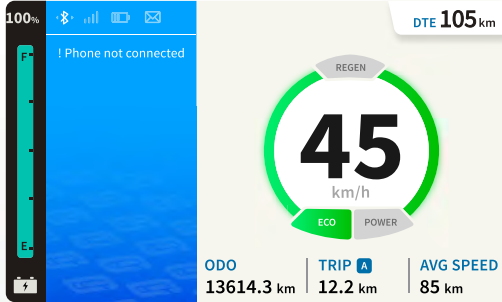 100%
F
E
! Phone not connected
DTE 105 km
REGEN
45
km/h
ECO
POWER
ODO
13614.3 km
TRIP A
12.2 km
AVG SPEED
85 km